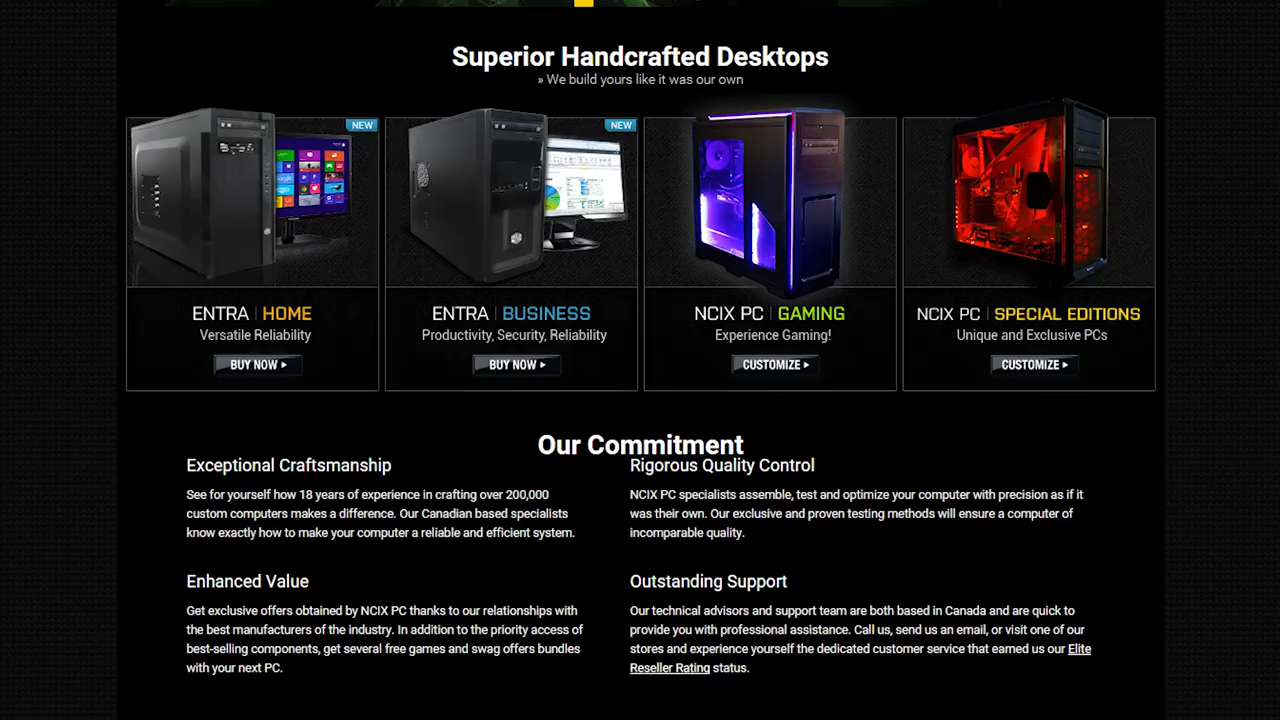 Superior Handcrafted Desktops
» We build yours like it was our own
NEW
NEW
ENTRA | HOME
Versatile Reliability
BUY NOW ▸
ENTRA | BUSINESS
Productivity, Security, Reliability
BUY NOW ▸
NCIX PC | GAMING
Experience Gaming!
CUSTOMIZE ▸
NCIX PC | SPECIAL EDITIONS
Unique and Exclusive PCs
CUSTOMIZE ▸
Our Commitment
Exceptional Craftsmanship
See for yourself how 18 years of experience in crafting over 200,000
custom computers makes a difference. Our Canadian based specialists
know exactly how to make your computer a reliable and efficient system.
Rigorous Quality Control
NCIX PC specialists assemble, test and optimize your computer with precision as if it
was their own. Our exclusive and proven testing methods will ensure a computer of
incomparable quality.
Enhanced Value
Get exclusive offers obtained by NCIX PC thanks to our relationships with
the best manufacturers of the industry. In addition to the priority access of
best-selling components, get several free games and swag offers bundles
with your next PC.
Outstanding Support
Our technical advisors and support team are both based in Canada and are quick to
provide you with professional assistance. Call us, send us an email, or visit one of our
stores and experience yourself the dedicated customer service that earned us our Elite
Reseller Rating status.